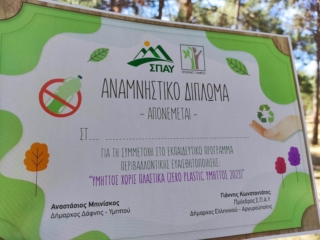 ΣΠΑΥ
ΑΝΑΜΝΗΣΤΙΚΟ ΔΙΠΛΩΜΑ
- ΑΠΟΝΕΜΕΤΑΙ -
ΣΤ...
ΓΙΑ ΤΗ ΣΥΜΜΕΤΟΧΗ ΣΤΟ ΕΚΠΑΙΔΕΥΤΙΚΟ ΠΡΟΓΡΑΜΜΑ
ΠΕΡΙΒΑΛΛΟΝΤΙΚΗΣ ΕΥΑΙΣΘΗΤΟΠΟΙΗΣΗΣ:
"ΥΜΗΤΤΟΣ ΧΩΡΙΣ ΠΛΑΣΤΙΚΑ (ZERO PLASTIC ΥΜΗΤΤΟΣ 2023)"
Αναστάσιος Μπινίσκος
Δήμαρχος Δάφνης - Υμηττού
Γιάννης Κωνσταντάτος
Πρόεδρος Σ.Π.Α.Υ.
Δήμαρχος Ελληνικού - Αργυρούπολης